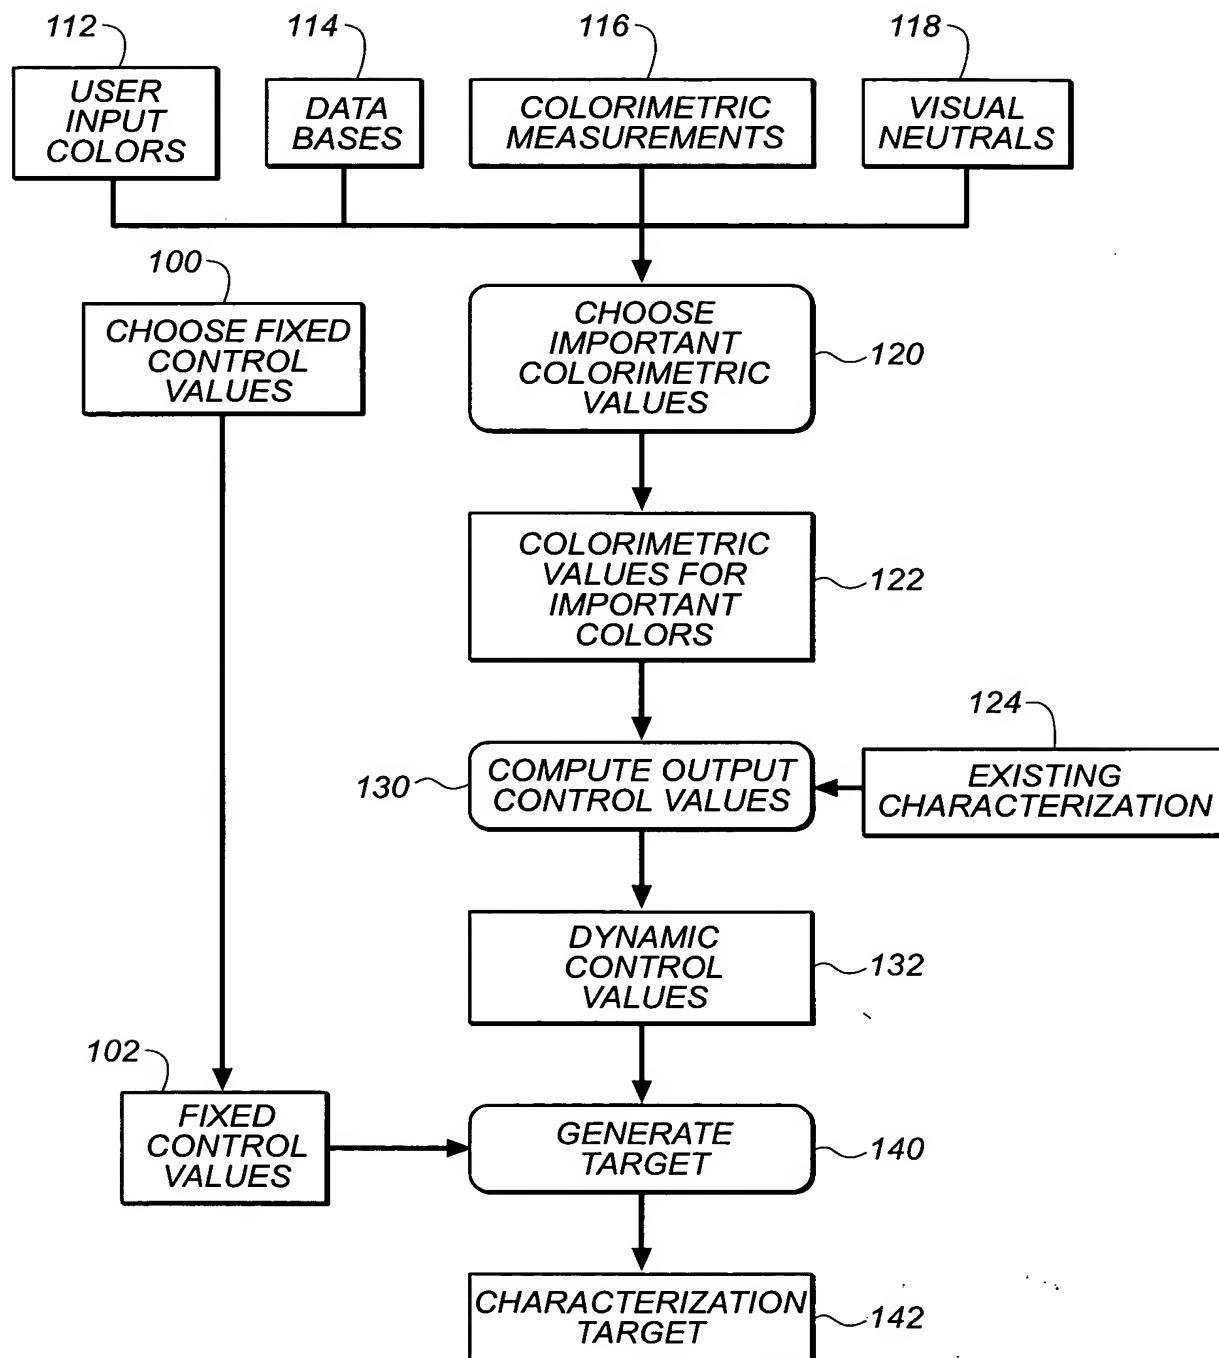 112
114
116
118
USER
INPUT
COLORS
DATA
BASES
COLORIMETRIC
MEASUREMENTS
VISUAL
NEUTRALS
100
CHOOSE FIXED
CONTROL
VALUES
CHOOSE
IMPORTANT
COLORIMETRIC
VALUES
120
COLORIMETRIC
VALUES FOR
IMPORTANT
COLORS
122
124
130
COMPUTE OUTPUT
CONTROL VALUES
EXISTING
CHARACTERIZATION
DYNAMIC
CONTROL
VALUES
132
102
FIXED
CONTROL
VALUES
GENERATE
TARGET
140
CHARACTERIZATION
TARGET
142